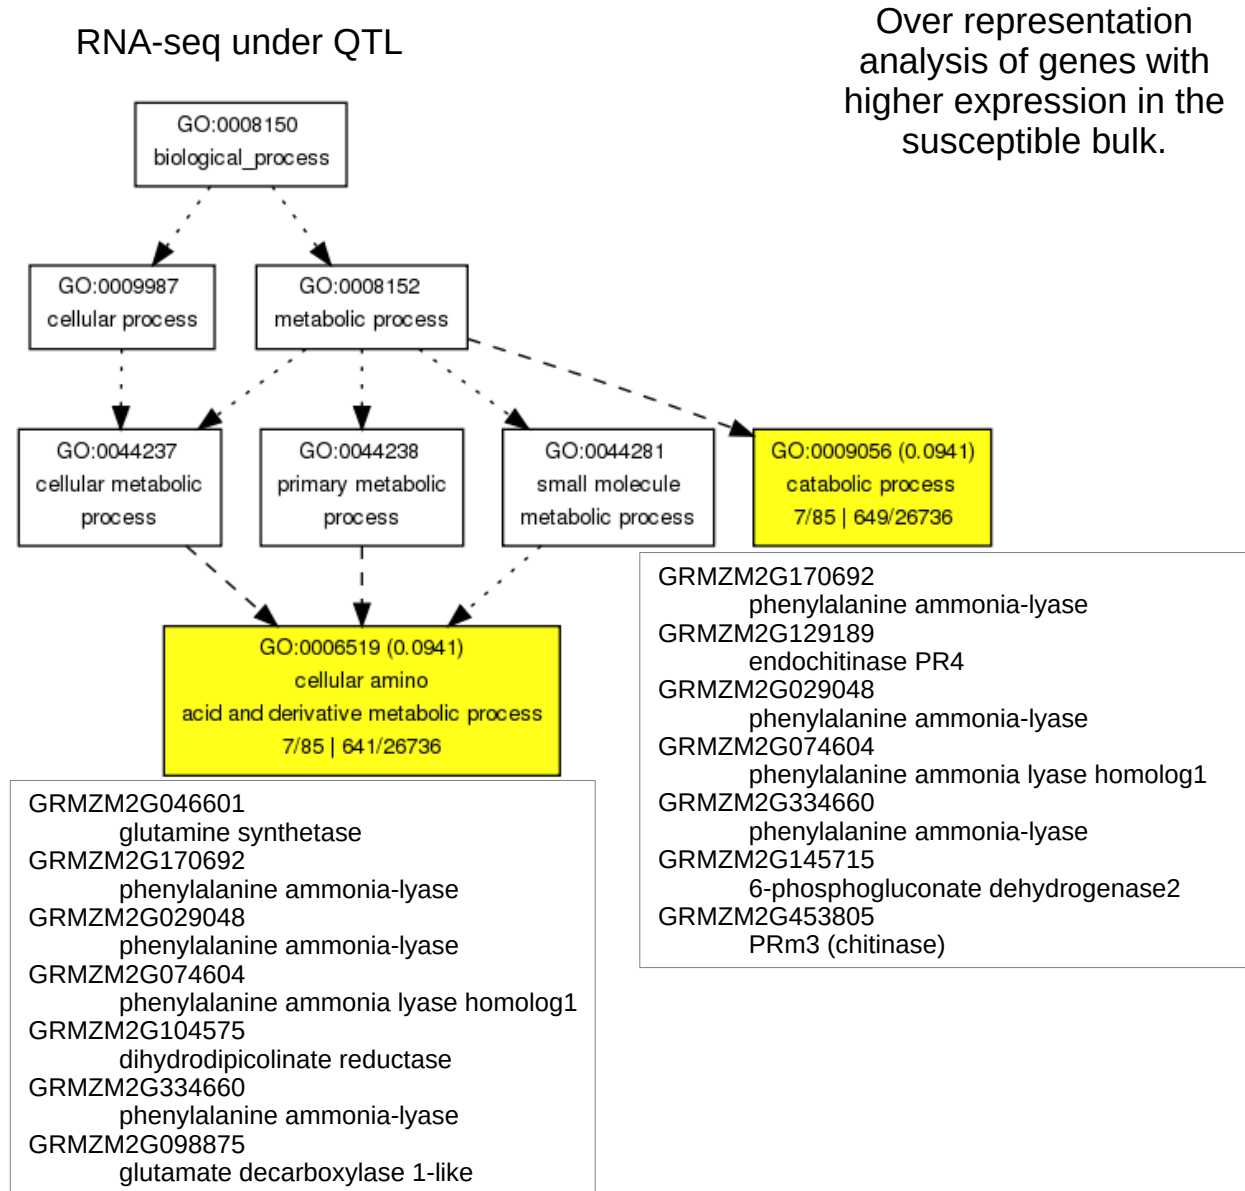 RNA-seq under QTL
Over representation
analysis of genes with
higher expression in the
susceptible bulk.
GO:0008150
biological_process
GO:0009987
cellular process
GO:0008152
metabolic process
GO:0044237
cellular metabolic
process
GO:0044238
primary metabolic
process
GO:0044281
small molecule
metabolic process
GO:0009056 (0.0941)
catabolic process
7/85 | 649/26736
GO:0006519 (0.0941)
cellular amino
acid and derivative metabolic process
7/85 | 641/26736
GRMZM2G170692
phenylalanine ammonia-lyase
GRMZM2G129189
endochitinase PR4
GRMZM2G029048
phenylalanine ammonia-lyase
GRMZM2G074604
phenylalanine ammonia lyase homolog1
GRMZM2G334660
phenylalanine ammonia-lyase
GRMZM2G145715
6-phosphogluconate dehydrogenase2
GRMZM2G453805
PRm3 (chitinase)
GRMZM2G046601
glutamine synthetase
GRMZM2G170692
phenylalanine ammonia-lyase
GRMZM2G029048
phenylalanine ammonia-lyase
GRMZM2G074604
phenylalanine ammonia lyase homolog1
GRMZM2G104575
dihydrodipicolinate reductase
GRMZM2G334660
phenylalanine ammonia-lyase
GRMZM2G098875
glutamate decarboxylase 1-like